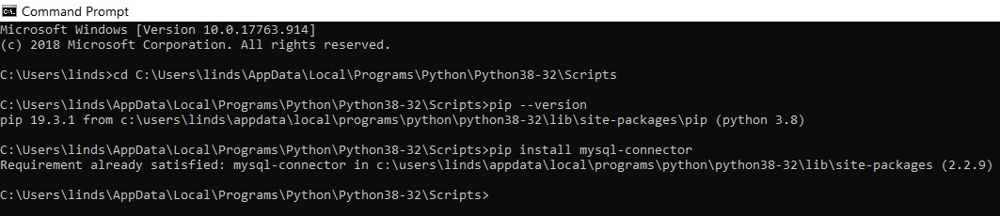 Command Prompt
Microsoft Windows [Version 10.0.17763.914]
(c) 2018 Microsoft Corporation. All rights reserved.
C:\Users\linds>cd C:\Users\linds\AppData\Local\Programs\Python\Python38-32\Scripts
C:\Users\linds\AppData\Local\Programs\Python\Python38-32\Scripts>pip --version
pip 19.3.1 from c:\users\linds\appdata\local\programs\python\python38-32\lib\site-packages\pip (python 3.8)
C:\Users\linds\AppData\Local\Programs\Python\Python38-32\Scripts>pip install mysql-connector
Requirement already satisfied: mysql-connector in c:\users\linds\appdata\local\programs\python\python38-32\lib\site-packages (2.2.9)
C:\Users\linds\AppData\Local\Programs\Python\Python38-32\Scripts>